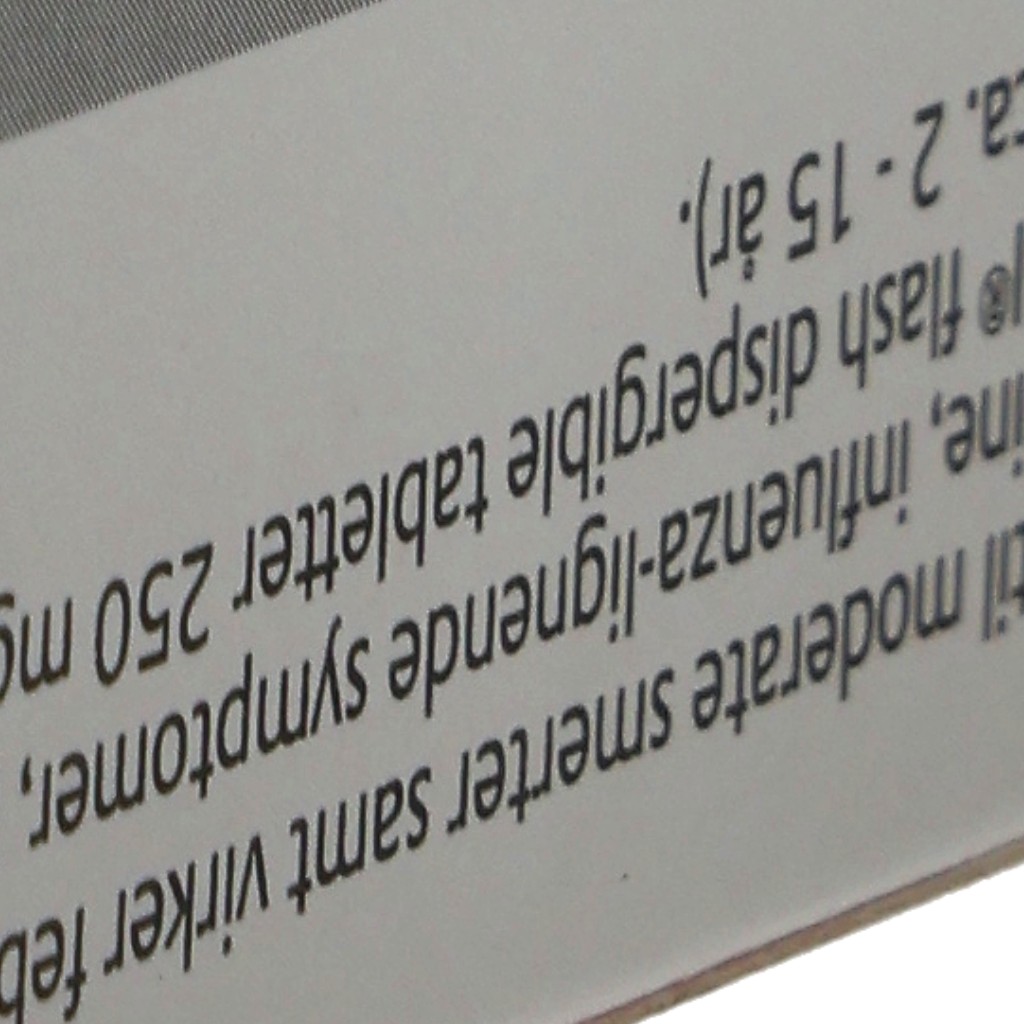 til moderate smerter samt virker feb
ine, influenza-lignende symptomer,
® flash dispergible tabletter 250 mg
ca. 2 - 15 år).